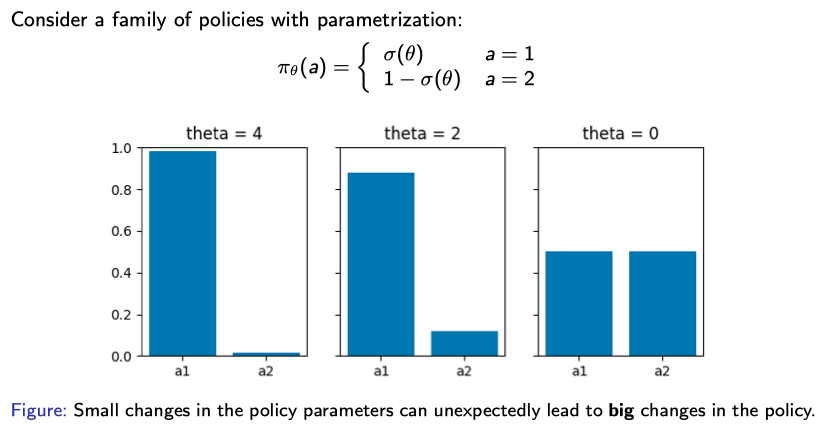 Consider a family of policies with parametrization:
π_θ(a) = { σ(θ) a = 1
1 − σ(θ) a = 2
theta = 4 theta = 2 theta = 0
1.0
0.8
0.6
0.4
0.2
0.0
a1 a2 a1 a2 a1 a2
Figure: Small changes in the policy parameters can unexpectedly lead to big changes in the policy.